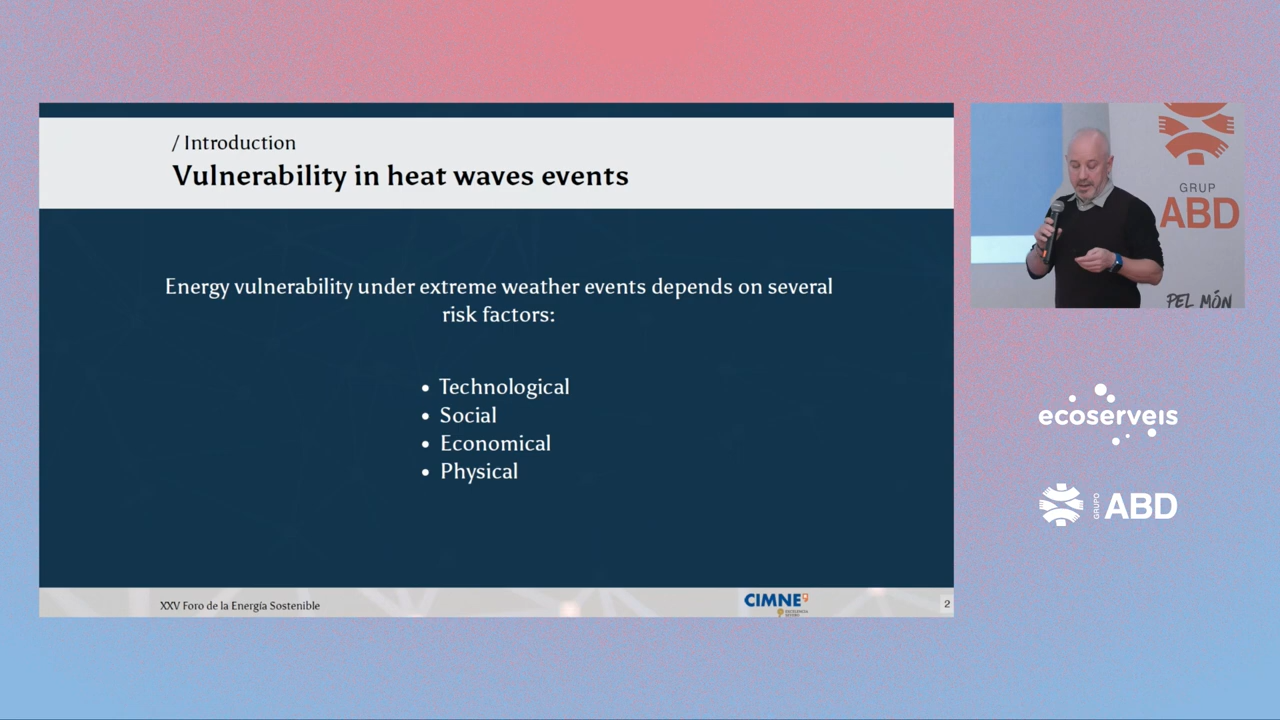 / Introduction
Vulnerability in heat waves events
Energy vulnerability under extreme weather events depends on several
risk factors:
• Technological
• Social
• Economical
• Physical
XXV Foro de la Energía Sostenible
CIMNE
EXCELENCIA
2
GRUP
ABD
PEL MÓN
ecoserveis
GRUPO
ABD